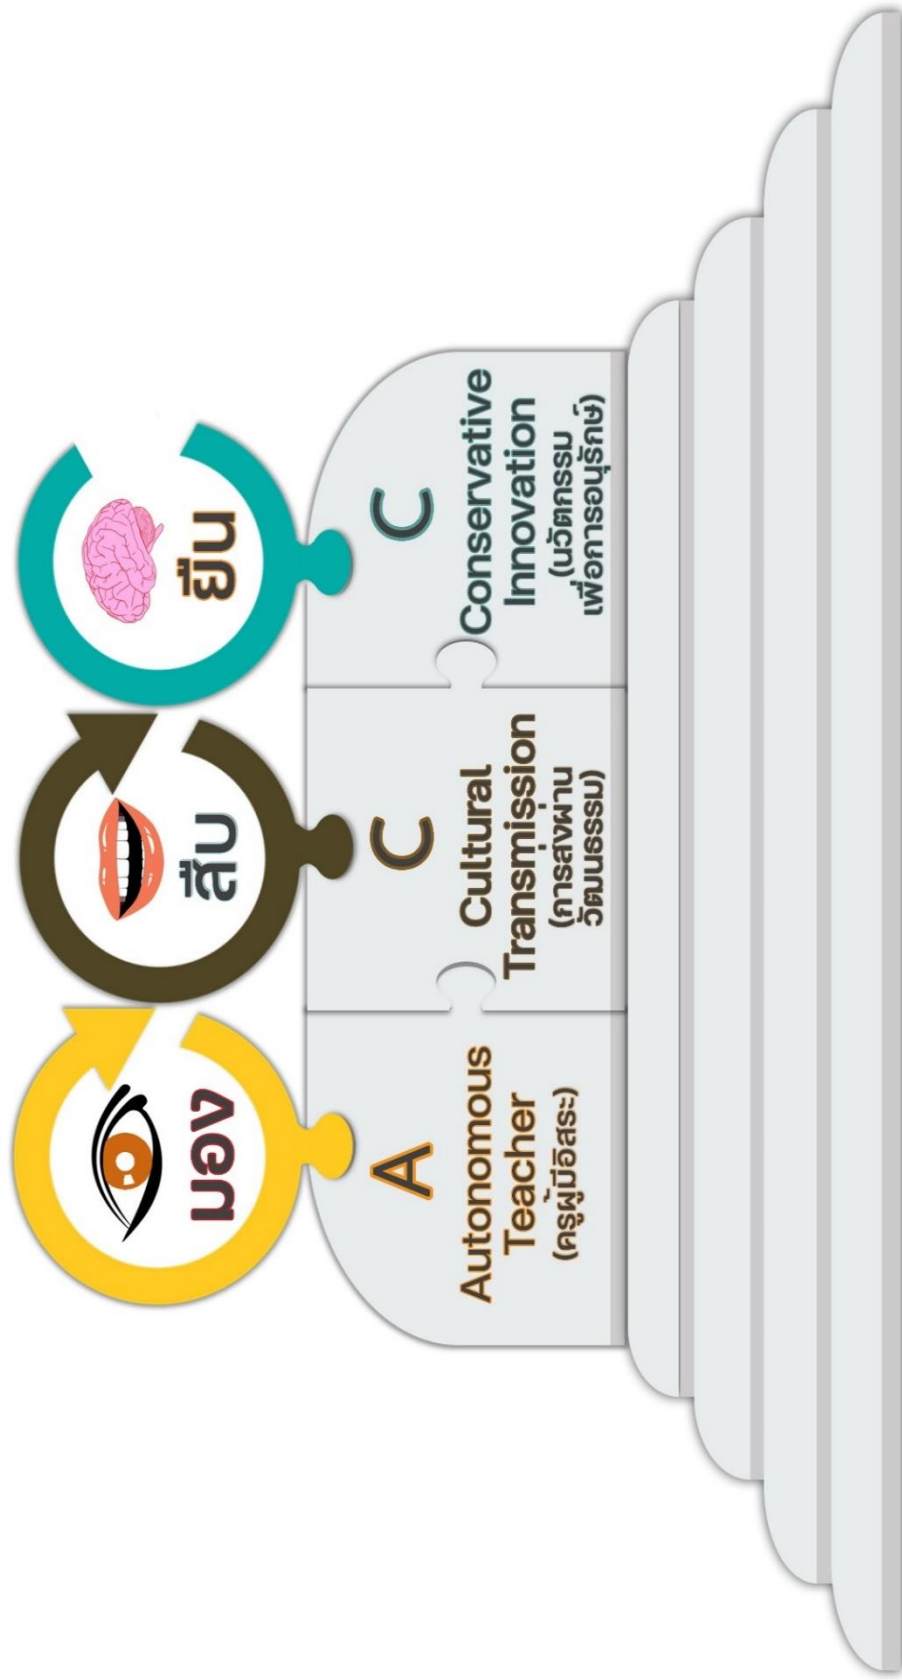 มอง
สืบ
ยืน
A
Autonomous
Teacher
(ครูผู้มีอิสระ)
C
Cultural
Transmission
(การส่งผ่าน
วัฒนธรรม)
C
Conservative
Innovation
(นวัตกรรม
เพื่อการอนุรักษ์)